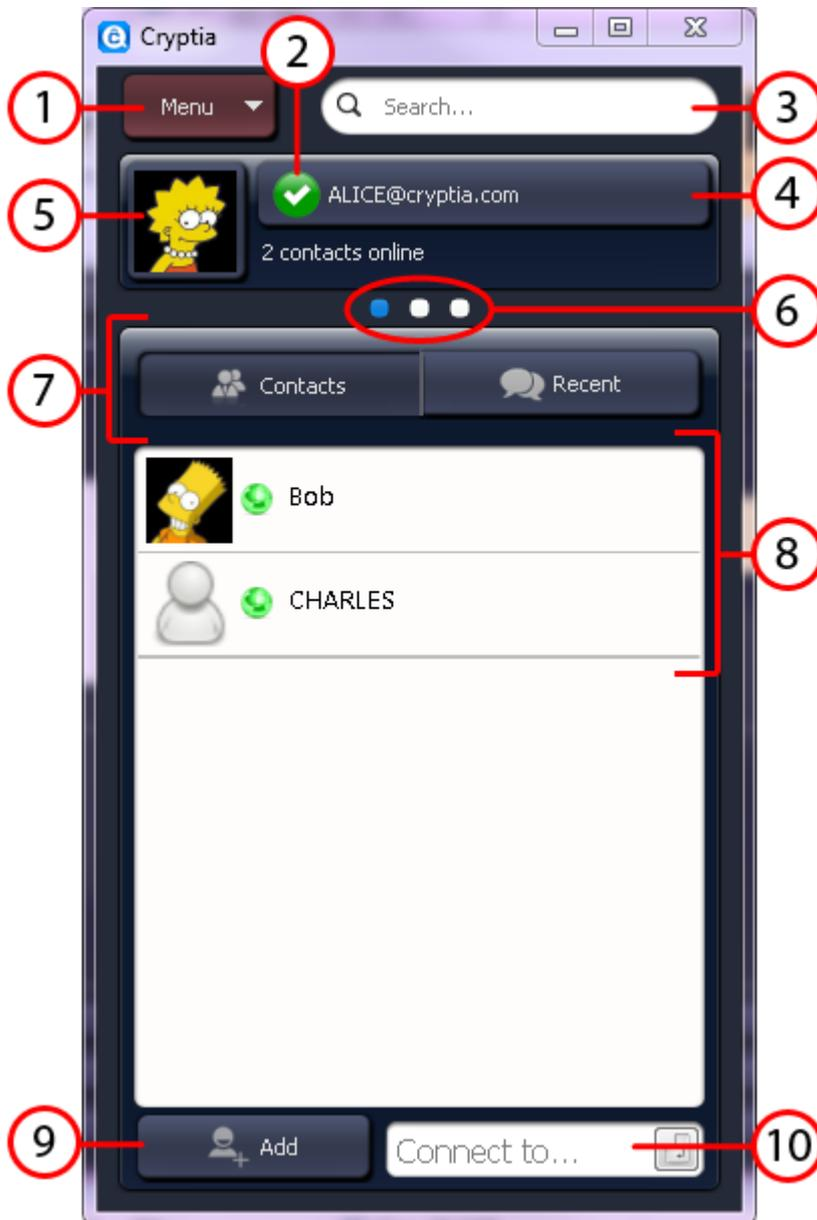 Cryptia
2
1
Menu
Search...
3
5
ALICE@cryptia.com
4
2 contacts online
6
7
Contacts
Recent
Bob
8
CHARLES
9
Add
Connect to...
10